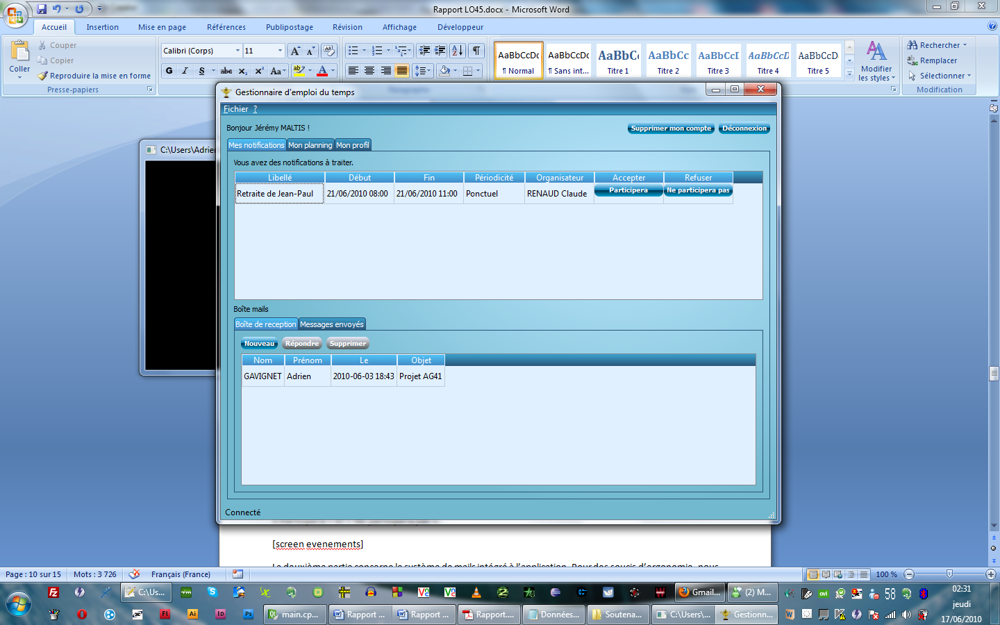 Rapport LO45.docx - Microsoft Word
Accueil Insertion Mise en page Références Publipostage Révision Affichage Développeur
Coller
Couper
Copier
Reproduire la mise en forme
Presse-papiers
Calibri (Corps) 11
G I S abc X₂ X² Aa
AaBbCcDc AaBbCcDc AaBbC AaBbCc AaBbCcI AaBbCcD AaBbCcD
¶ Normal ¶ Sans int... Titre 1 Titre 2 Titre 3 Titre 4 Titre 5
Modifier
les styles
Rechercher
Remplacer
Sélectionner
Modification
C:\Users\Adrien
Gestionnaire d'emploi du temps
Fichier ?
Bonjour Jérémy MALTIS !
Supprimer mon compte Déconnexion
Mes notifications Mon planning Mon profil
Vous avez des notifications à traiter.
Libellé Début Fin Périodicité Organisateur Accepter Refuser
Retraite de Jean-Paul 21/06/2010 08:00 21/06/2010 11:00 Ponctuel RENAUD Claude Participera Ne participera pas
Boîte mails
Boîte de reception Messages envoyés
Nouveau Répondre Supprimer
Nom Prénom Le Objet
GAVIGNET Adrien 2010-06-03 18:43 Projet AG41
Connecté
[screen evenements]
La deuxième partie concerne le système de mails intégré à l'application. Pour des soucis d'ergonomie, nous
Page : 10 sur 15 Mots : 3 726 Français (France) 100 %
C:\Us... Gmail... (2) M... 58 02:31
jeudi
main.cp... Rapport ... Rapport ... Rapport.... Données... Soutena... C:\Users\... Gestionn... 17/06/2010